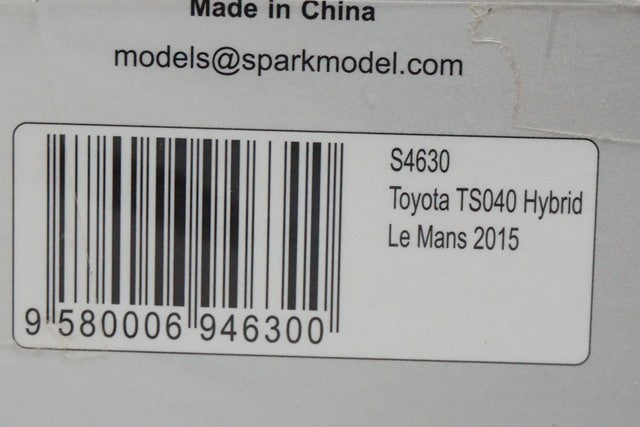 Made in China
models@sparkmodel.com
S4630
Toyota TS040 Hybrid
Le Mans 2015
9 580006 946300